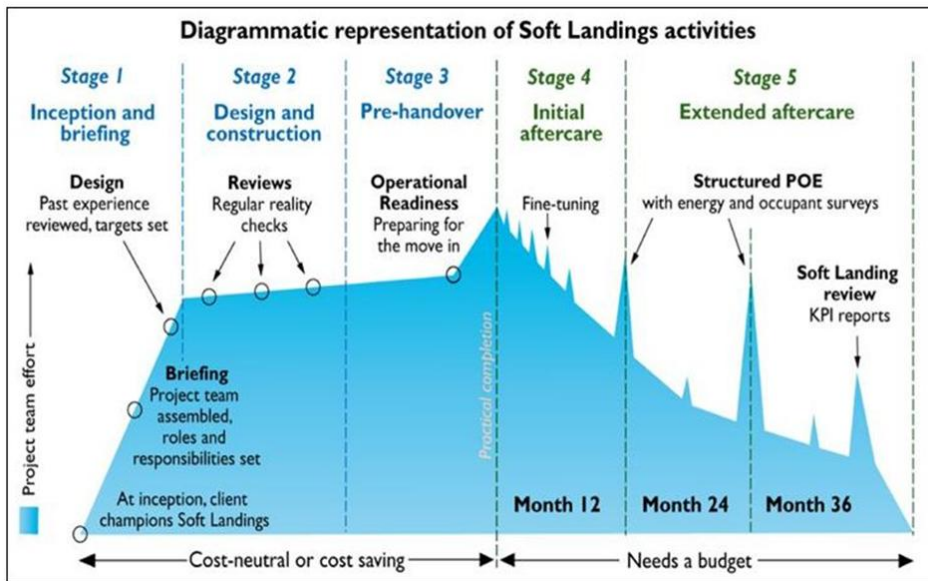 Diagrammatic representation of Soft Landings activities
Stage 1
Inception and
briefing
Stage 2
Design and
construction
Stage 3
Pre-handover
Stage 4
Initial
aftercare
Stage 5
Extended aftercare
Design
Past experience
reviewed, targets set
Reviews
Regular reality
checks
Operational
Readiness
Preparing for
the move in
Fine-tuning
Structured POE
with energy and occupant surveys
Soft Landing
review
KPI reports
Project team effort
Briefing
Project team
assembled,
roles and
responsibilities set
At inception, client
champions Soft Landings
Practical completion
Month 12
Month 24
Month 36
Cost-neutral or cost saving
Needs a budget